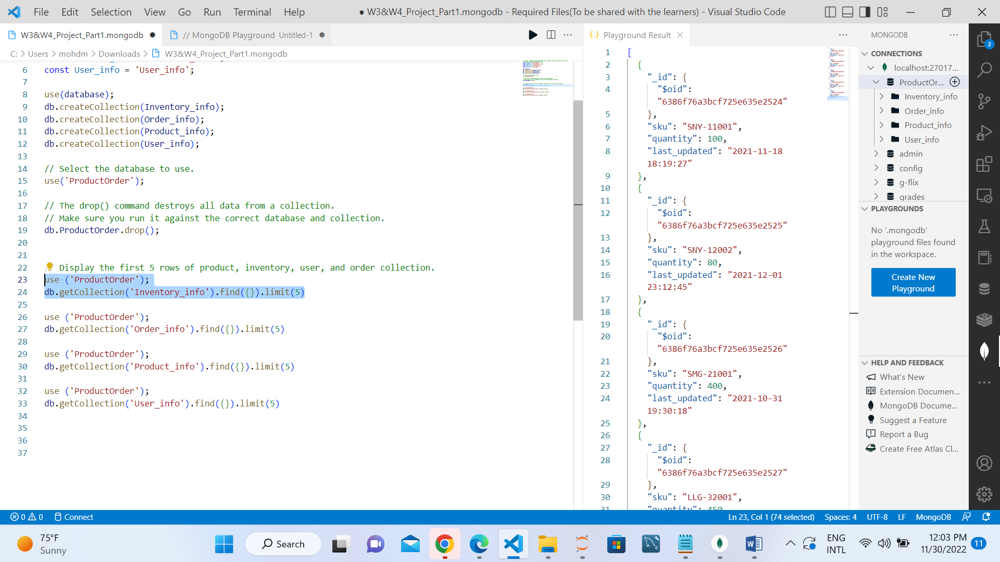 File Edit Selection View Go Run Terminal Help
● W3&W4_Project_Part1.mongodb - Required Files(To be shared with the learners) - Visual Studio Code
W3&W4_Project_Part1.mongodb ●
// MongoDB Playground Untitled-1 ●
C: > Users > mohdm > Downloads > W3&W4_Project_Part1.mongodb
6 const User_info = 'User_info';
7
8 use(database);
9 db.createCollection(Inventory_info);
10 db.createCollection(Order_info);
11 db.createCollection(Product_info);
12 db.createCollection(User_info);
13
14 // Select the database to use.
15 use('ProductOrder');
16
17 // The drop() command destroys all data from a collection.
18 // Make sure you run it against the correct database and collection.
19 db.ProductOrder.drop();
20
21
22 Display the first 5 rows of product, inventory, user, and order collection.
23 use ('ProductOrder');
24 db.getCollection('Inventory_info').find({}).limit(5)
25
26 use ('ProductOrder');
27 db.getCollection('Order_info').find({}).limit(5)
28
29 use ('ProductOrder');
30 db.getCollection('Product_info').find({}).limit(5)
31
32 use ('ProductOrder');
33 db.getCollection('User_info').find({}).limit(5)
34
35
36
37
{..} Playground Result
1 [
2 {
3 "_id": {
4 "$oid":
"6386f76a3bcf725e635e2524"
5 },
6 "sku": "SNY-11001",
7 "quantity": 100,
8 "last_updated": "2021-11-18
18:19:27"
9 },
10 {
11 "_id": {
12 "$oid":
"6386f76a3bcf725e635e2525"
13 },
14 "sku": "SNY-12002",
15 "quantity": 80,
16 "last_updated": "2021-12-01
23:12:45"
17 },
18 {
19 "_id": {
20 "$oid":
"6386f76a3bcf725e635e2526"
21 },
22 "sku": "SMG-21001",
23 "quantity": 400,
24 "last_updated": "2021-10-31
19:30:18"
25 },
26 {
27 "_id": {
28 "$oid":
"6386f76a3bcf725e635e2527"
29 },
30 "sku": "LLG-32001",
31 "quantity": 450
MONGODB
CONNECTIONS
localhost:27017...
ProductOr...
Inventory_info
Order_info
Product_info
User_info
admin
config
g-flix
grades
PLAYGROUNDS
No '.mongodb'
playground files found
in the workspace.
Create New
Playground
HELP AND FEEDBACK
What's New
Extension Documen...
MongoDB Docume...
Suggest a Feature
Report a Bug
Create Free Atlas Cl...
2
0 0 Connect
Ln 23, Col 1 (74 selected) Spaces: 4 UTF-8 LF MongoDB
75°F
Sunny
Search
ENG
INTL
12:03 PM
11/30/2022
11